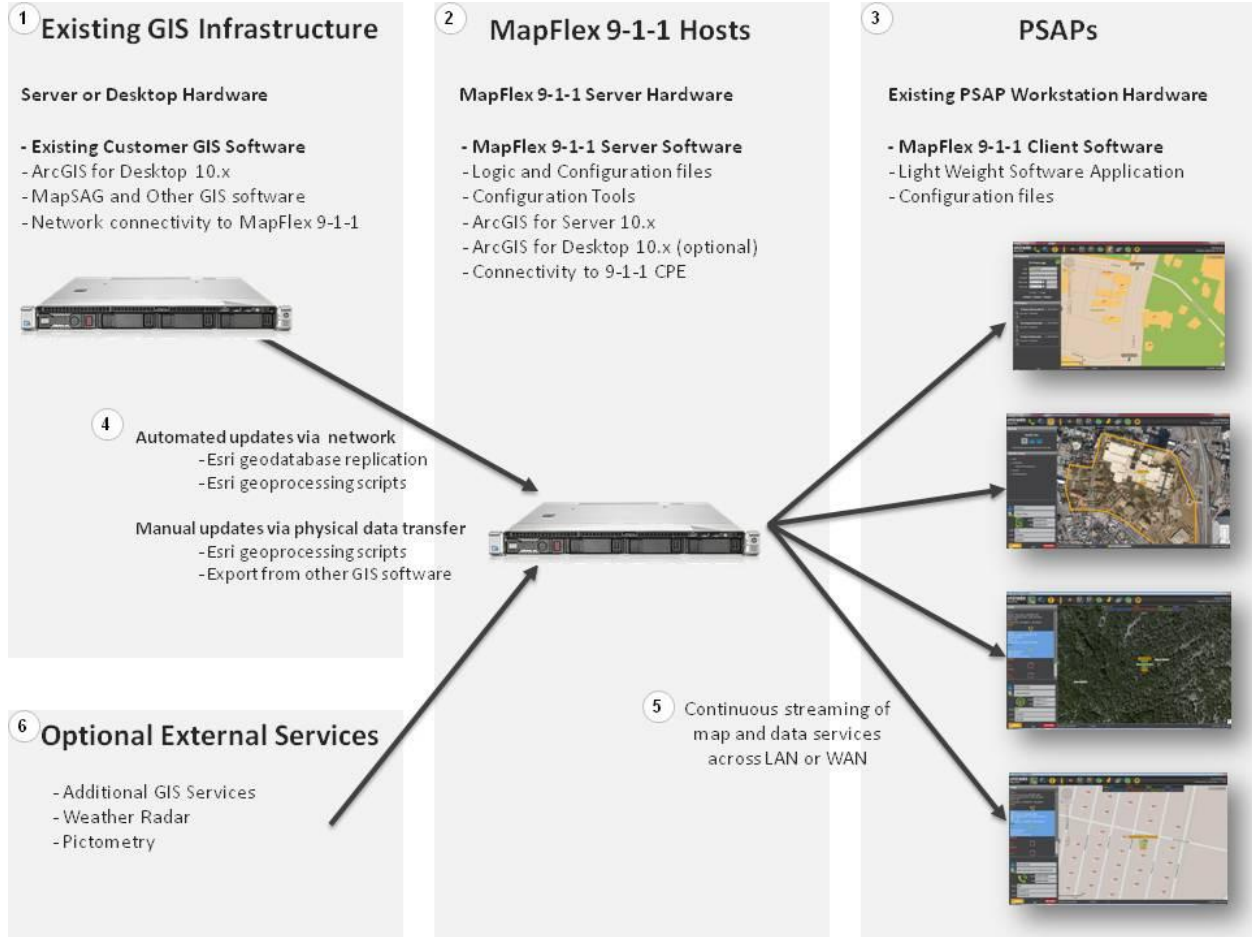 1 Existing GIS Infrastructure
Server or Desktop Hardware
- Existing Customer GIS Software
- ArcGIS for Desktop 10.x
- MapSAG and Other GIS software
- Network connectivity to MapFlex 9-1-1
2 MapFlex 9-1-1 Hosts
MapFlex 9-1-1 Server Hardware
- MapFlex 9-1-1 Server Software
- Logic and Configuration files
- Configuration Tools
- ArcGIS for Server 10.x
- ArcGIS for Desktop 10.x (optional)
- Connectivity to 9-1-1 CPE
3 PSAPs
Existing PSAP Workstation Hardware
- MapFlex 9-1-1 Client Software
- Light Weight Software Application
- Configuration files
4
Automated updates via network
- Esri geodatabase replication
- Esri geoprocessing scripts
Manual updates via physical data transfer
- Esri geoprocessing scripts
- Export from other GIS software
5 Continuous streaming of
map and data services
across LAN or WAN
6 Optional External Services
- Additional GIS Services
- Weather Radar
- Pictometry